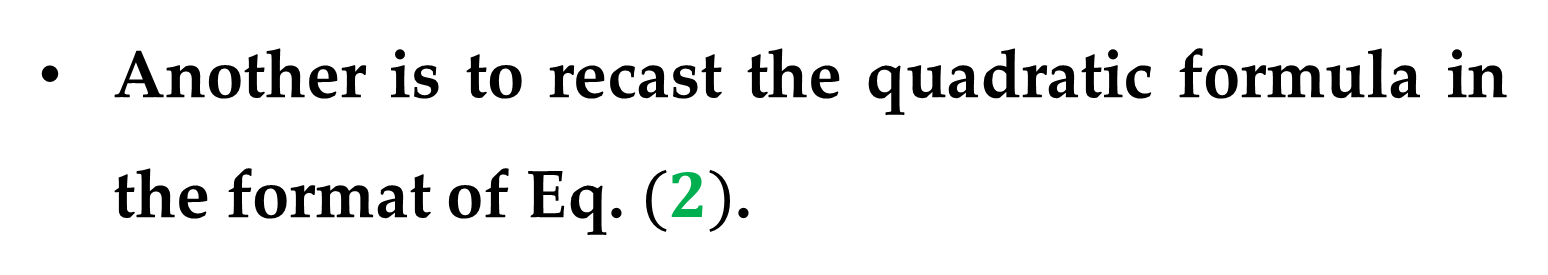 • Another is to recast the quadratic formula in
the format of Eq. (2).